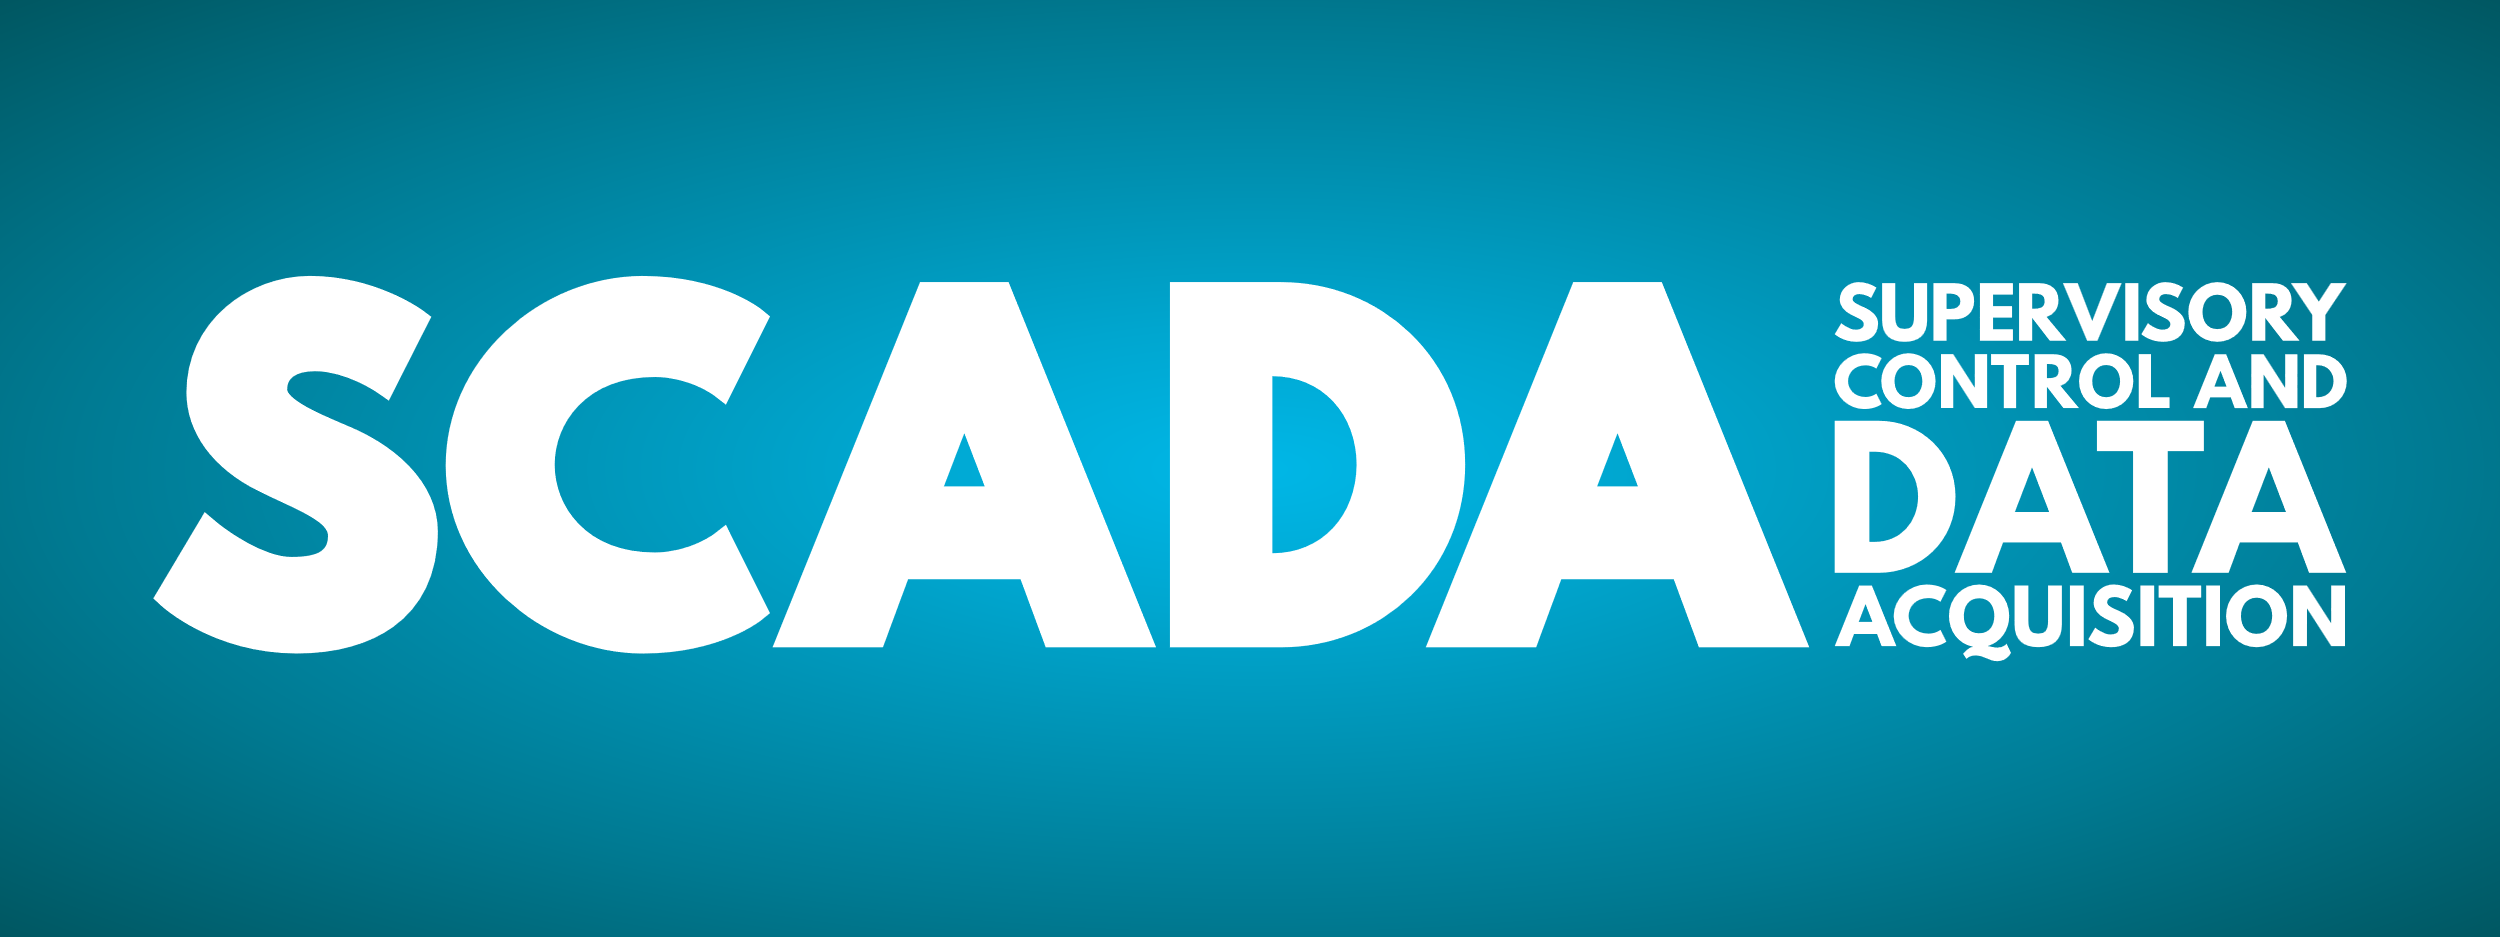 SCADA
SUPERVISORY
CONTROL AND
DATA
ACQUISITION